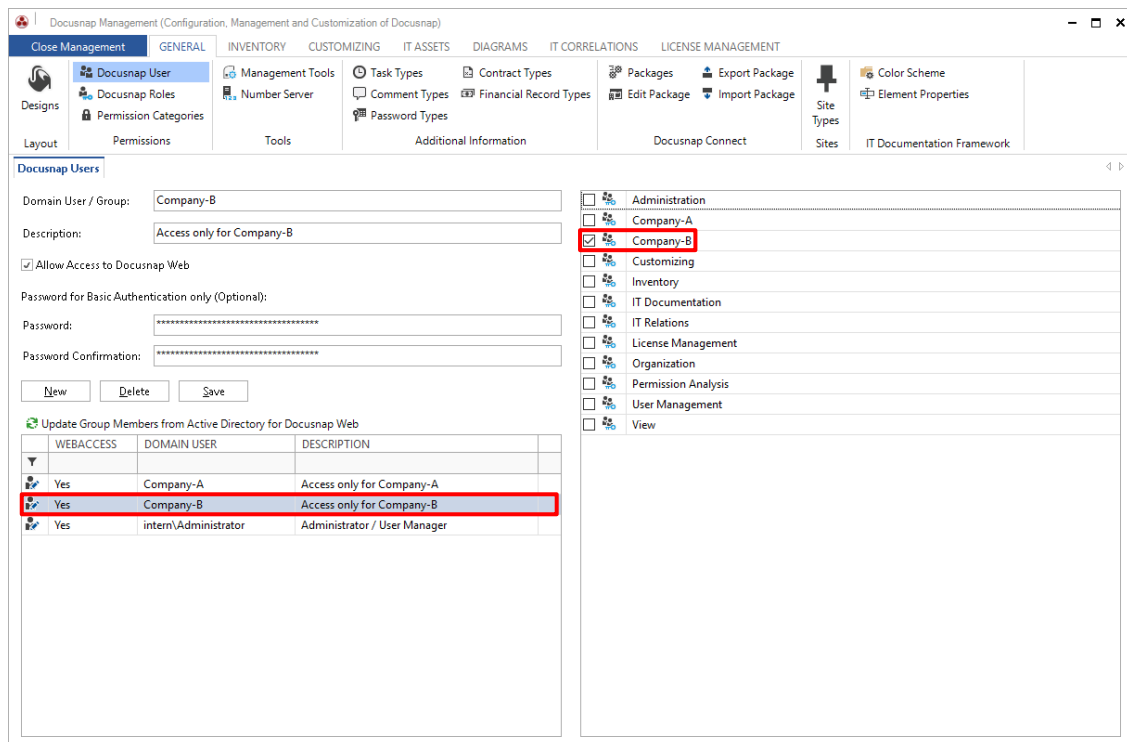 Docusnap Management (Configuration, Management and Customization of Docusnap)
Close Management GENERAL INVENTORY CUSTOMIZING IT ASSETS DIAGRAMS IT CORRELATIONS LICENSE MANAGEMENT
Designs
Layout
Docusnap User
Docusnap Roles
Permission Categories
Permissions
Management Tools
Number Server
Tools
Task Types
Comment Types
Password Types
Contract Types
Financial Record Types
Additional Information
Packages
Edit Package
Export Package
Import Package
Docusnap Connect
Site
Types
Sites
Color Scheme
Element Properties
IT Documentation Framework
Docusnap Users
Domain User / Group: Company-B
Description: Access only for Company-B
Allow Access to Docusnap Web
Password for Basic Authentication only (Optional):
Password: ***********************************
Password Confirmation: ***********************************
New Delete Save
Update Group Members from Active Directory for Docusnap Web
WEBACCESS DOMAIN USER DESCRIPTION
Yes Company-A Access only for Company-A
Yes Company-B Access only for Company-B
Yes intern\Administrator Administrator / User Manager
Administration
Company-A
Company-B
Customizing
Inventory
IT Documentation
IT Relations
License Management
Organization
Permission Analysis
User Management
View